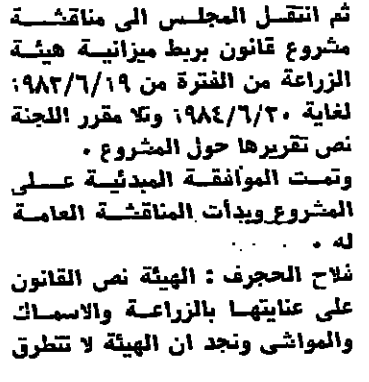 ثم انتقل المجلس الى مناقشة
مشروع قانون بربط ميزانية هيئة
الزراعة من الفترة من ١٩٨٣/٦/١٩
لغاية ١٩٨٤/٦/٣٠ وتلا مقرر اللجنة
نص تقريرها حول المشروع .
وتمت الموافقة المبدئية على
المشروع وبدأت المناقشة العامة
له .
فلاح الحجرف : الهيئة نص القانون
على عنايتها بالزراعة والاسماك
والمواشى ونجد ان الهيئة لا تتطرق